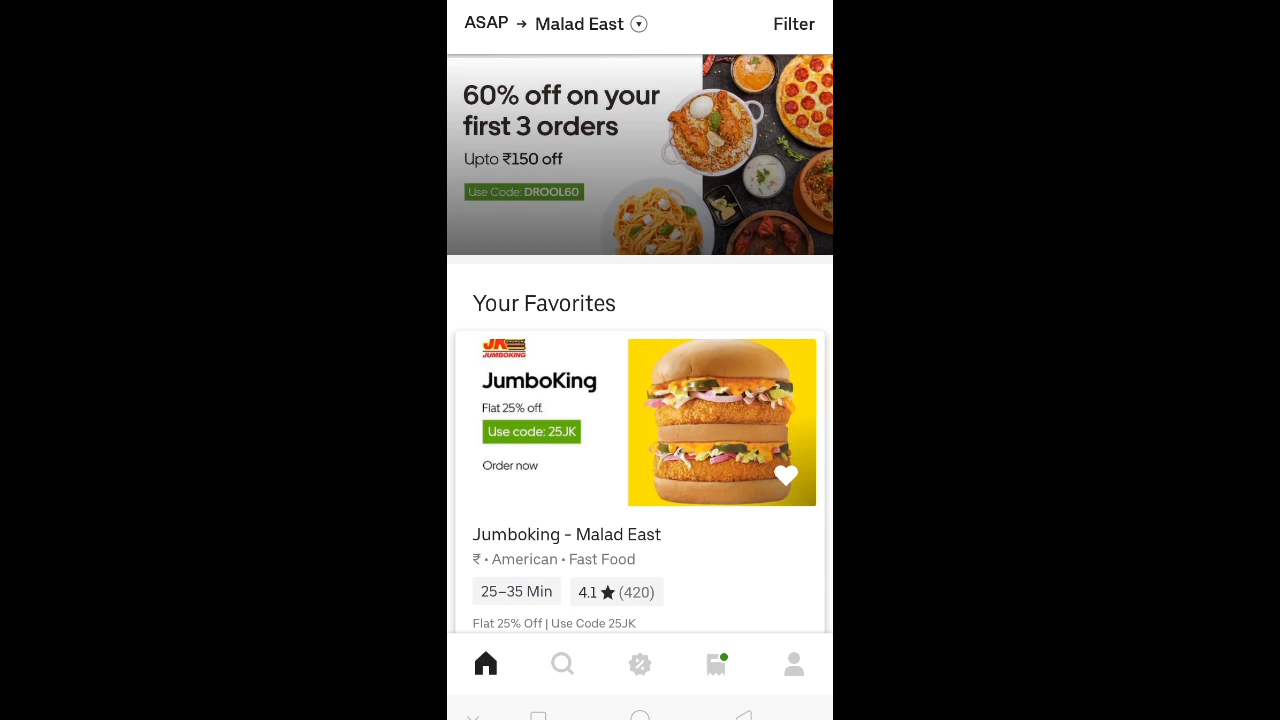 ASAP → Malad East
Filter
60% off on your
first 3 orders
Upto ₹150 off
Use Code: DROOL60
Your Favorites
JK
JUMBOKING
JumboKing
Flat 25% off.
Use code: 25JK
Order now
Jumboking - Malad East
₹ • American • Fast Food
25–35 Min
4.1 ★ (420)
Flat 25% Off | Use Code 25JK